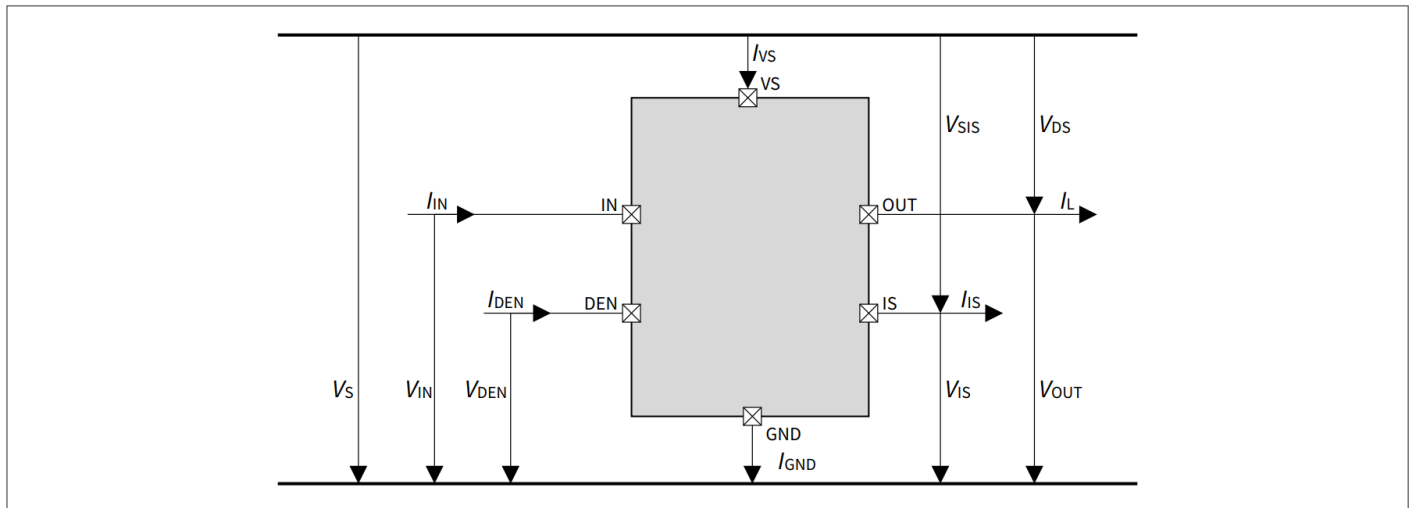 IVS
VS
VSIS
VDS
IIN
IN
OUT
IL
IDEN
DEN
IS
IIS
VS
VIN
VDEN
VIS
VOUT
GND
IGND